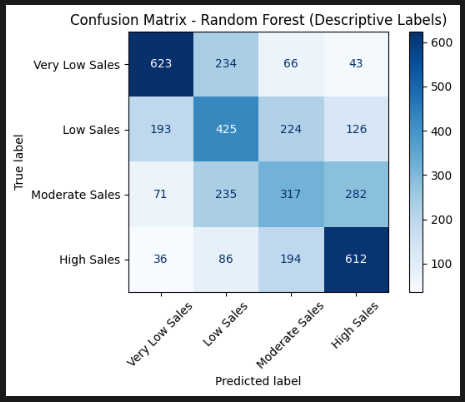 Confusion Matrix - Random Forest (Descriptive Labels)
Very Low Sales 623 234 66 43
Low Sales 193 425 224 126
Moderate Sales 71 235 317 282
High Sales 36 86 194 612
True label
Very Low Sales Low Sales Moderate Sales High Sales
Predicted label
600
500
400
300
200
100